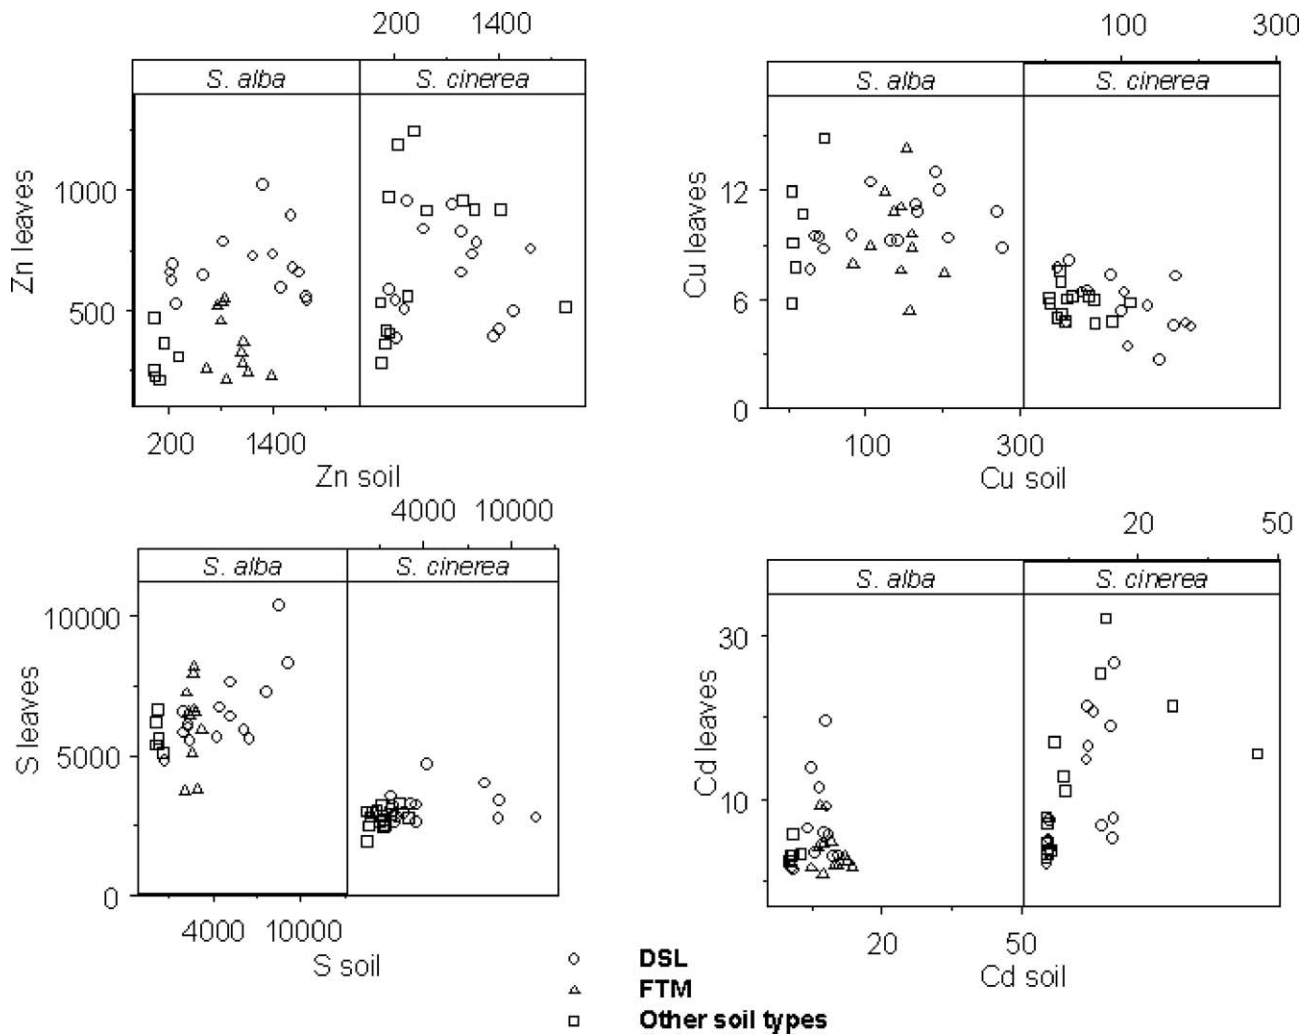 200 1400
S. alba S. cinerea
Zn leaves
1000
500
200 1400
Zn soil
100 300
S. alba S. cinerea
Cu leaves
12
6
0
100 300
Cu soil
4000 10000
S. alba S. cinerea
S leaves
10000
5000
0
4000 10000
S soil
20 50
S. alba S. cinerea
Cd leaves
30
10
20 50
Cd soil
DSL
FTM
Other soil types